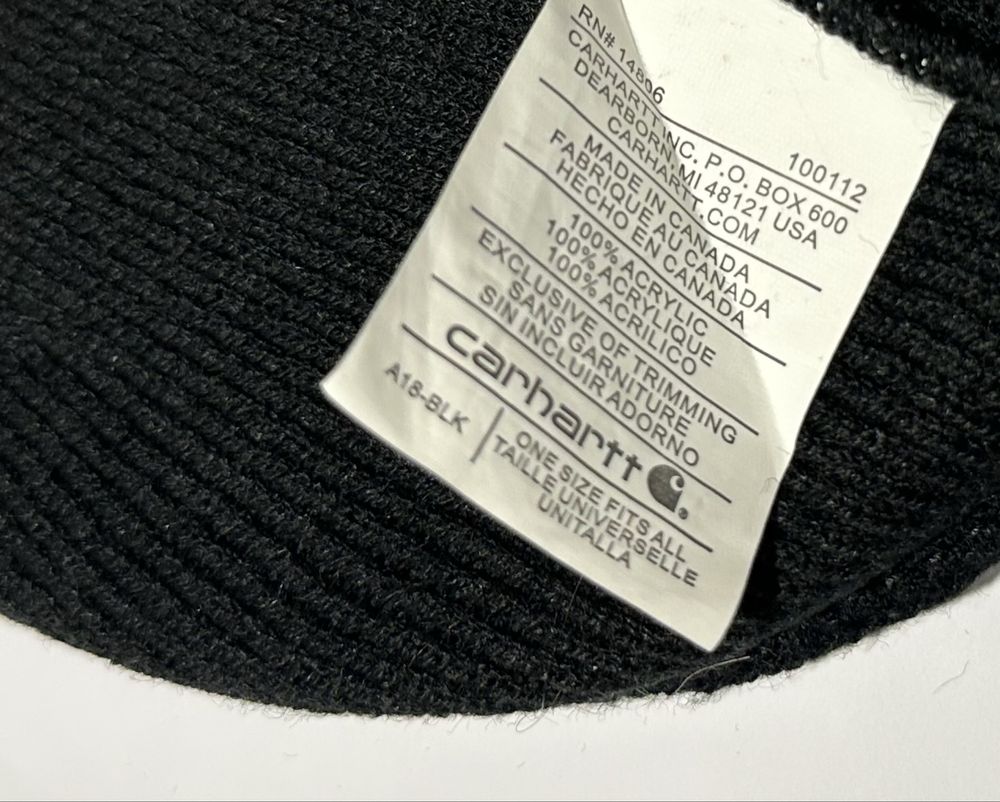 RN# 14806
100112
CARHARTT INC. P.O. BOX 600
DEARBORN, MI 48121 USA
CARHARTT.COM
MADE IN CANADA
FABRIQUE AU CANADA
HECHO EN CANADA
100% ACRYLIC
100% ACRYLIQUE
100% ACRILICO
EXCLUSIVE OF TRIMMING
SANS GARNITURE
SIN INCLUIR ADORNO
carhartt
A18-BLK
ONE SIZE FITS ALL
TAILLE UNIVERSELLE
UNITALLA